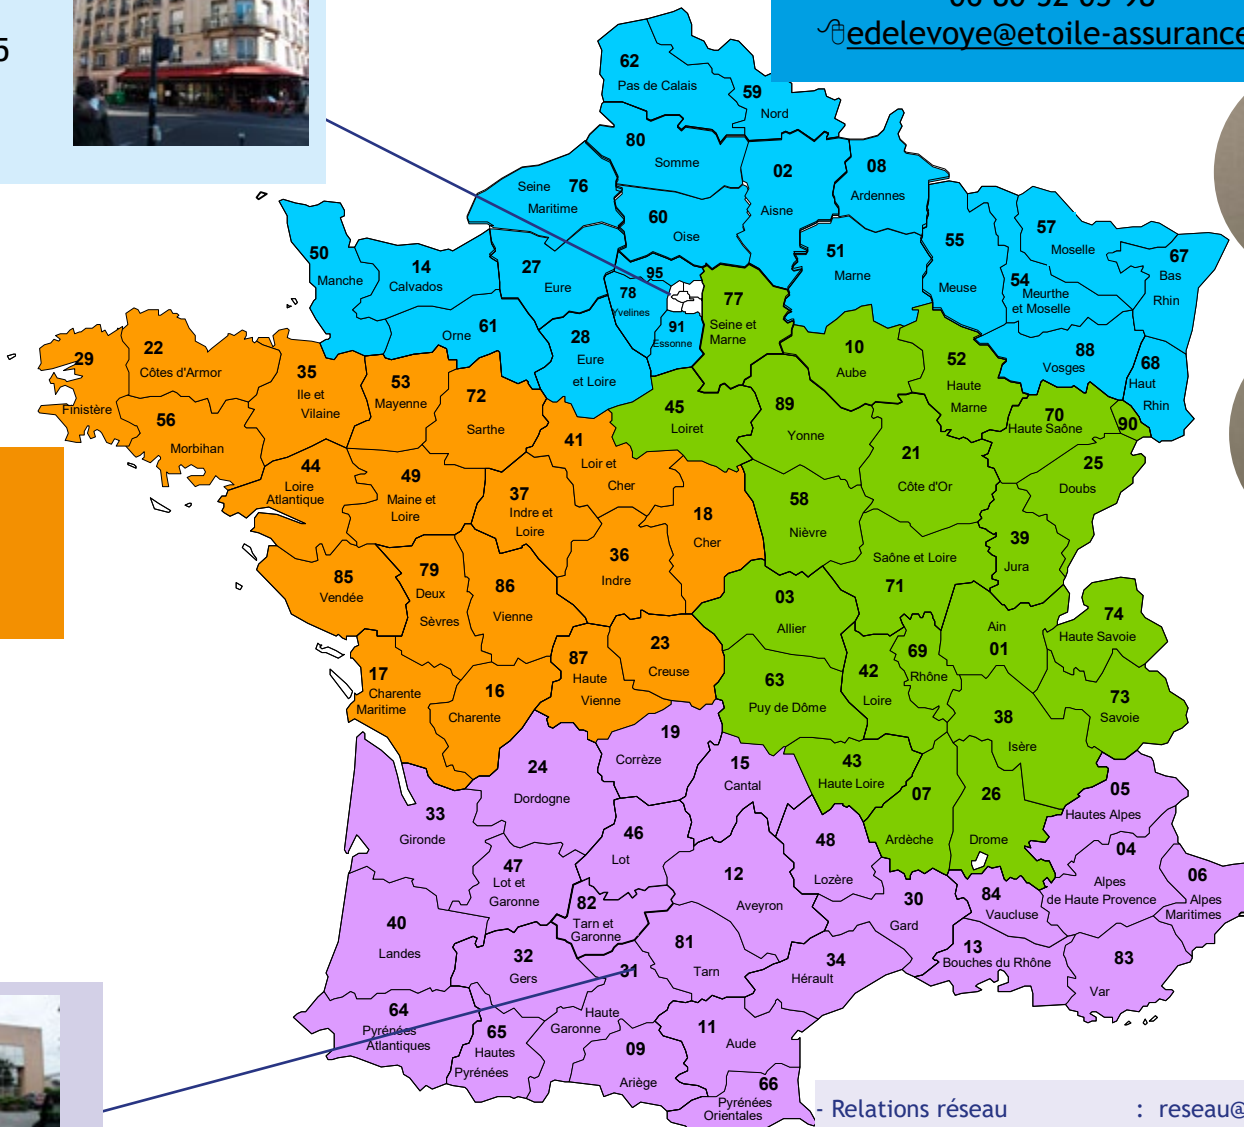 5
edelevoye@etoile-assurance
62
Pas de Calais
59
Nord
80
Somme
02
Aisne
08
Ardennes
Seine 76
Maritime
60
Oise
50
Manche
14
Calvados
27
Eure
95
78
Yvelines
91
Essonne
77
Seine et
Marne
51
Marne
55
Meuse
57
Moselle
54
Meurthe
et Moselle
67
Bas
Rhin
Orne 61
28
Eure
et Loir
10
Aube
52
Haute
Marne
88
Vosges
68
Haut
Rhin
29
Finistère
22
Côtes d'Armor
35
Ile et
Vilaine
53
Mayenne
72
Sarthe
56
Morbihan
45
Loiret
89
Yonne
70
Haute Saône
90
41
Loir et
Cher
44
Loire
Atlantique
49
Maine et
Loire
37
Indre et
Loire
18
Cher
58
Nièvre
21
Côte d'Or
25
Doubs
39
Jura
85
Vendée
79
Deux
Sèvres
86
Vienne
36
Indre
03
Allier
Saône et Loire
71
Ain
01
74
Haute Savoie
87
Haute
Vienne
23
Creuse
63
Puy de Dôme
42
Loire
69
Rhône
73
Savoie
17
Charente
Maritime
16
Charente
38
Isère
19
Corrèze
24
Dordogne
15
Cantal
43
Haute Loire
07
Ardèche
26
Drome
05
Hautes Alpes
33
Gironde
46
Lot
48
Lozère
47
Lot et
Garonne
12
Aveyron
04
Alpes
de Haute Provence
06
Alpes
Maritimes
82
Tarn et
Garonne
30
Gard
84
Vaucluse
40
Landes
32
Gers
31
Haute
Garonne
81
Tarn
34
Hérault
13
Bouches du Rhône
83
Var
64
Pyrénées
Atlantiques
65
Hautes
Pyrénées
09
Ariège
11
Aude
66
Pyrénées
Orientales
- Relations réseau : reseau@